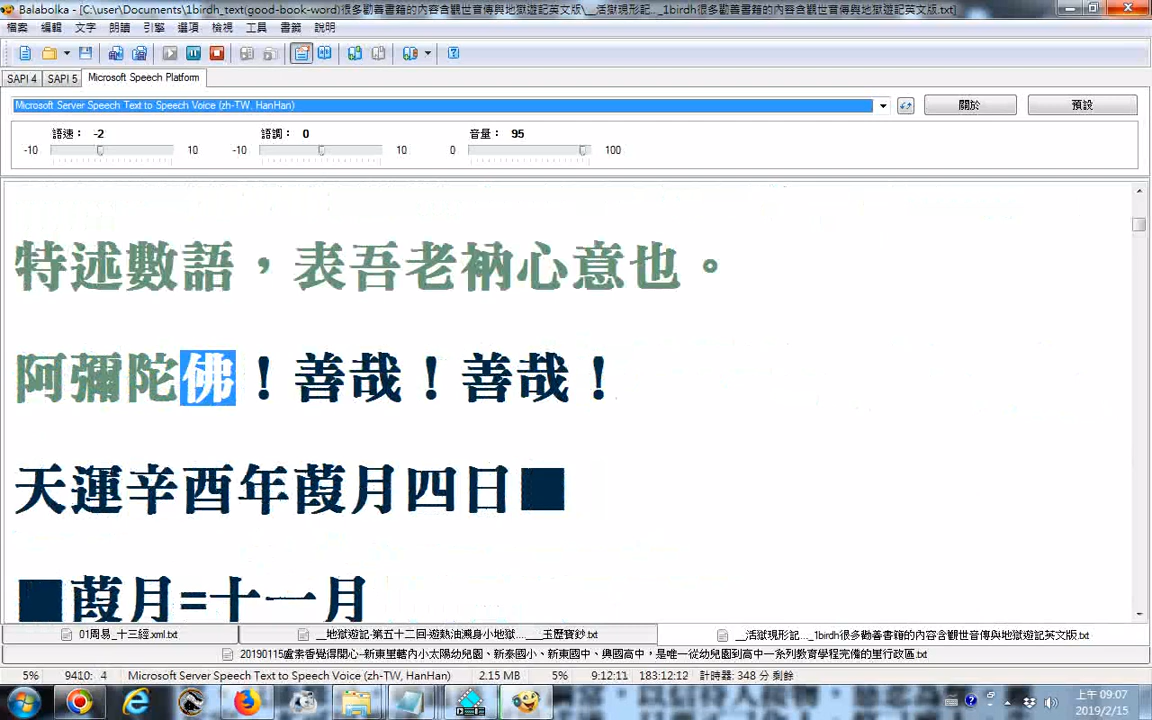 Balabolka - [C:\user\Documents\1birdh_text(good-book-word)很多勸善書籍的內容含觀世音傳與地獄遊記英文版\__活獄現形記..._1birdh很多勸善書籍的內容含觀世音傳與地獄遊記英文版.txt]
檔案 編輯 文字 朗讀 引擎 選項 檢視 工具 書籤 說明
SAPI 4 SAPI 5 Microsoft Speech Platform
Microsoft Server Speech Text to Speech Voice (zh-TW, HanHan) 關於 預設
語速： -2 語調： 0 音量： 95
-10 10 -10 10 0 100
特述數語，表吾老衲心意也。
阿彌陀佛！善哉！善哉！
天運辛酉年葭月四日■
■葭月=十一月
01周易_十三經.xml.txt __地獄遊記-第五十二回-遊熱油濺身小地獄...____玉歷寶鈔.txt __活獄現形記..._1birdh很多勸善書籍的內容含觀世音傳與地獄遊記英文版.txt
20190115盧素香覺得開心-新東里轄內小太陽幼兒園、新泰國小、新東國中、興國高中，是唯一從幼兒園到高中一系列教育學程完備的里行政區.txt
5% 9410: 4 Microsoft Server Speech Text to Speech Voice (zh-TW, HanHan) 2.15 MB 5% 9:12:11 183:12:12 計時器: 348 分 剩餘
上午 09:07
2019/2/15